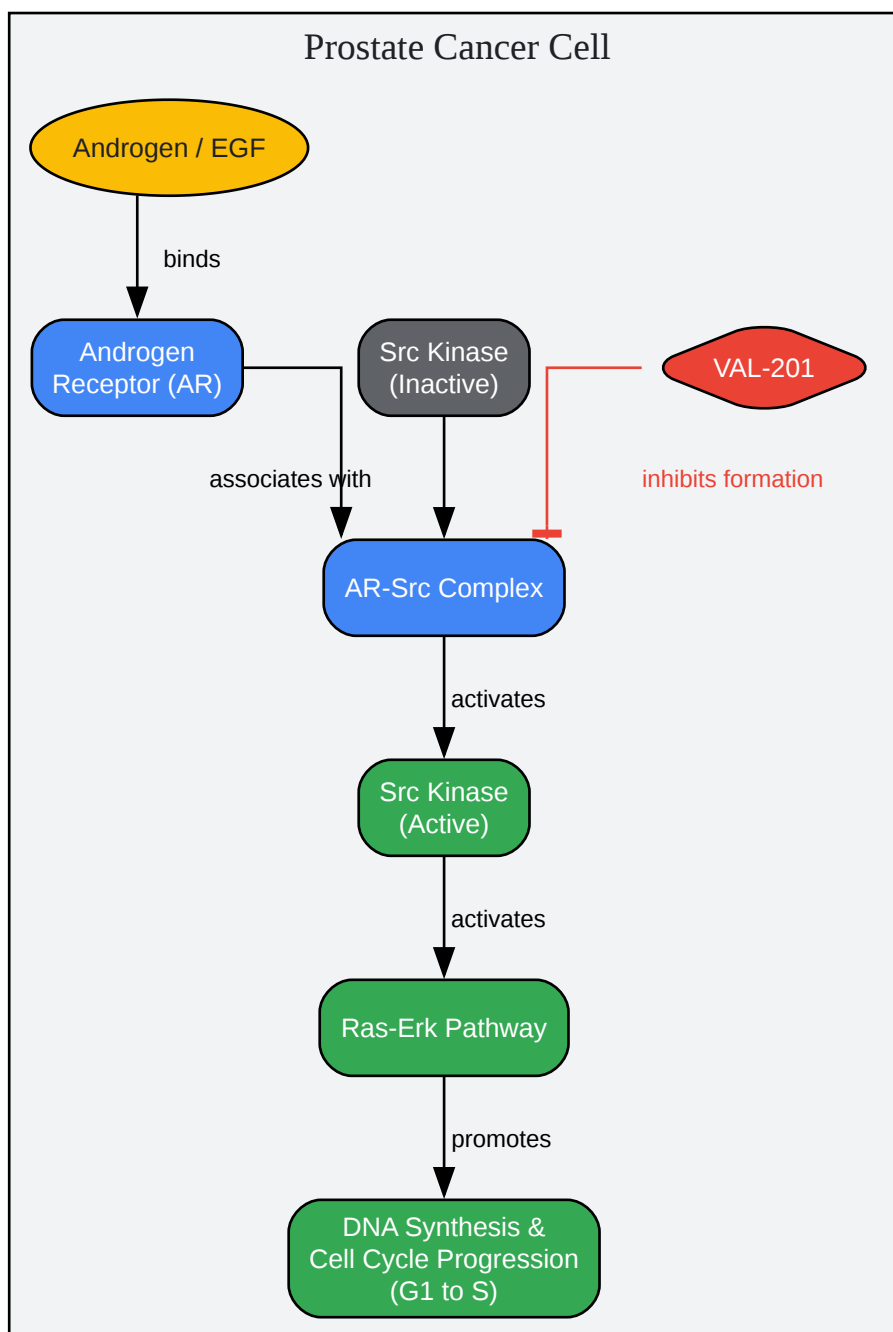 Prostate Cancer Cell
Androgen / EGF
binds
Androgen
Receptor (AR)
Src Kinase
(Inactive)
VAL-201
associates with
inhibits formation
AR-Src Complex
activates
Src Kinase
(Active)
activates
Ras-Erk Pathway
promotes
DNA Synthesis &
Cell Cycle Progression
(G1 to S)